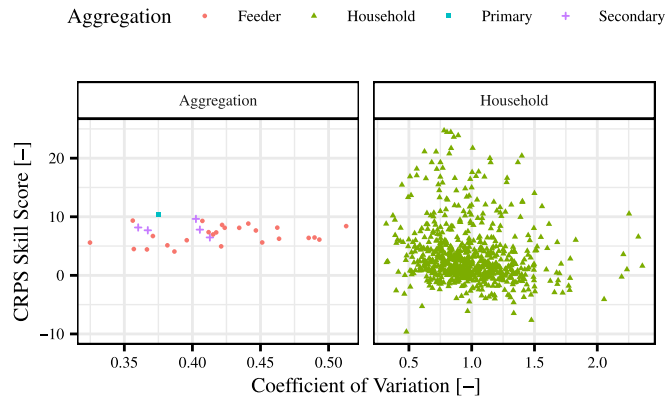 Aggregation Feeder Household Primary Secondary
Aggregation Household
CRPS Skill Score [−]
20
10
0
−10
0.35 0.40 0.45 0.50 0.5 1.0 1.5 2.0
Coefficient of Variation [−]